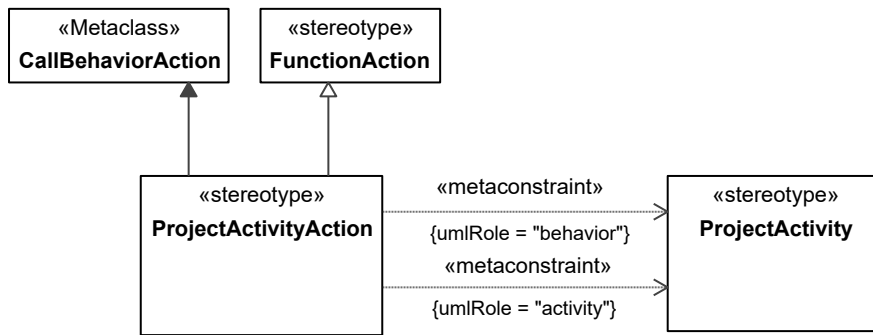 «Metaclass»
CallBehaviorAction
«stereotype»
FunctionAction
«stereotype»
ProjectActivityAction
«metaconstraint»
{umlRole = "behavior"}
«metaconstraint»
{umlRole = "activity"}
«stereotype»
ProjectActivity